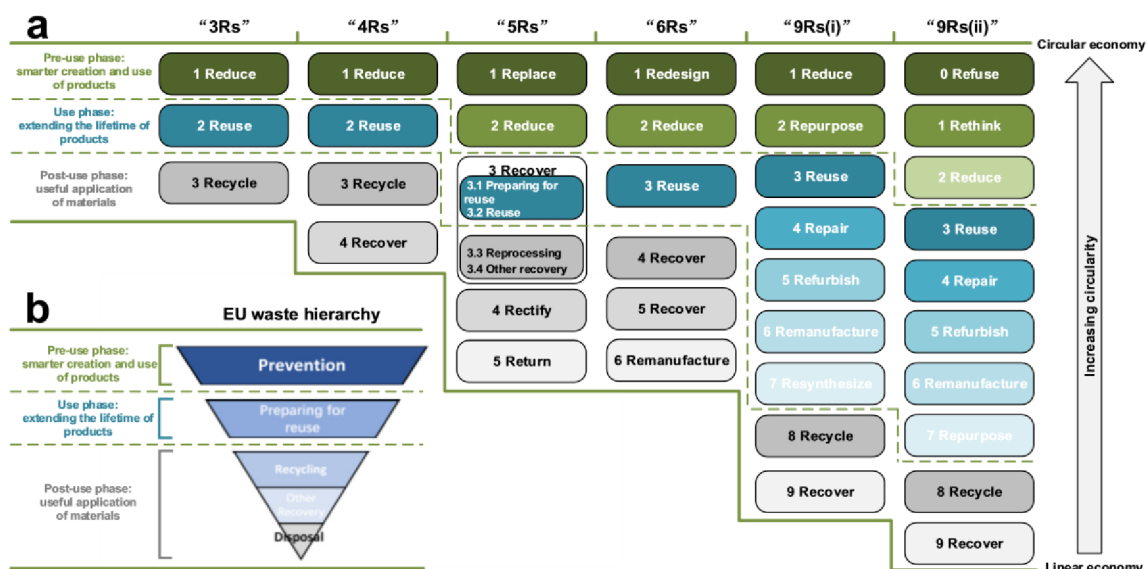 a
“3Rs”
“4Rs”
“5Rs”
“6Rs”
“9Rs(i)”
“9Rs(ii)”
Circular economy
Pre-use phase:
smarter creation and use
of products
1 Reduce
1 Reduce
1 Replace
1 Redesign
1 Reduce
0 Refuse
Use phase:
extending the lifetime of
products
2 Reuse
2 Reuse
2 Reduce
2 Reduce
2 Repurpose
1 Rethink
Post-use phase:
useful application
of materials
3 Recycle
3 Recycle
3 Recover
3.1 Preparing for
reuse
3.2 Reuse
3 Reuse
3 Reuse
2 Reduce
4 Recover
3.3 Reprocessing
3.4 Other recovery
4 Recover
4 Repair
3 Reuse
5 Refurbish
4 Repair
4 Rectify
5 Recover
6 Remanufacture
5 Refurbish
5 Return
6 Remanufacture
7 Resynthesize
6 Remanufacture
8 Recycle
7 Repurpose
9 Recover
8 Recycle
9 Recover
Increasing circularity
Linear economy
b
EU waste hierarchy
Pre-use phase:
smarter creation and use
of products
Prevention
Use phase:
extending the lifetime of
products
Preparing for
reuse
Post-use phase:
useful application
of materials
Recycling
Other
Recovery
Disposal